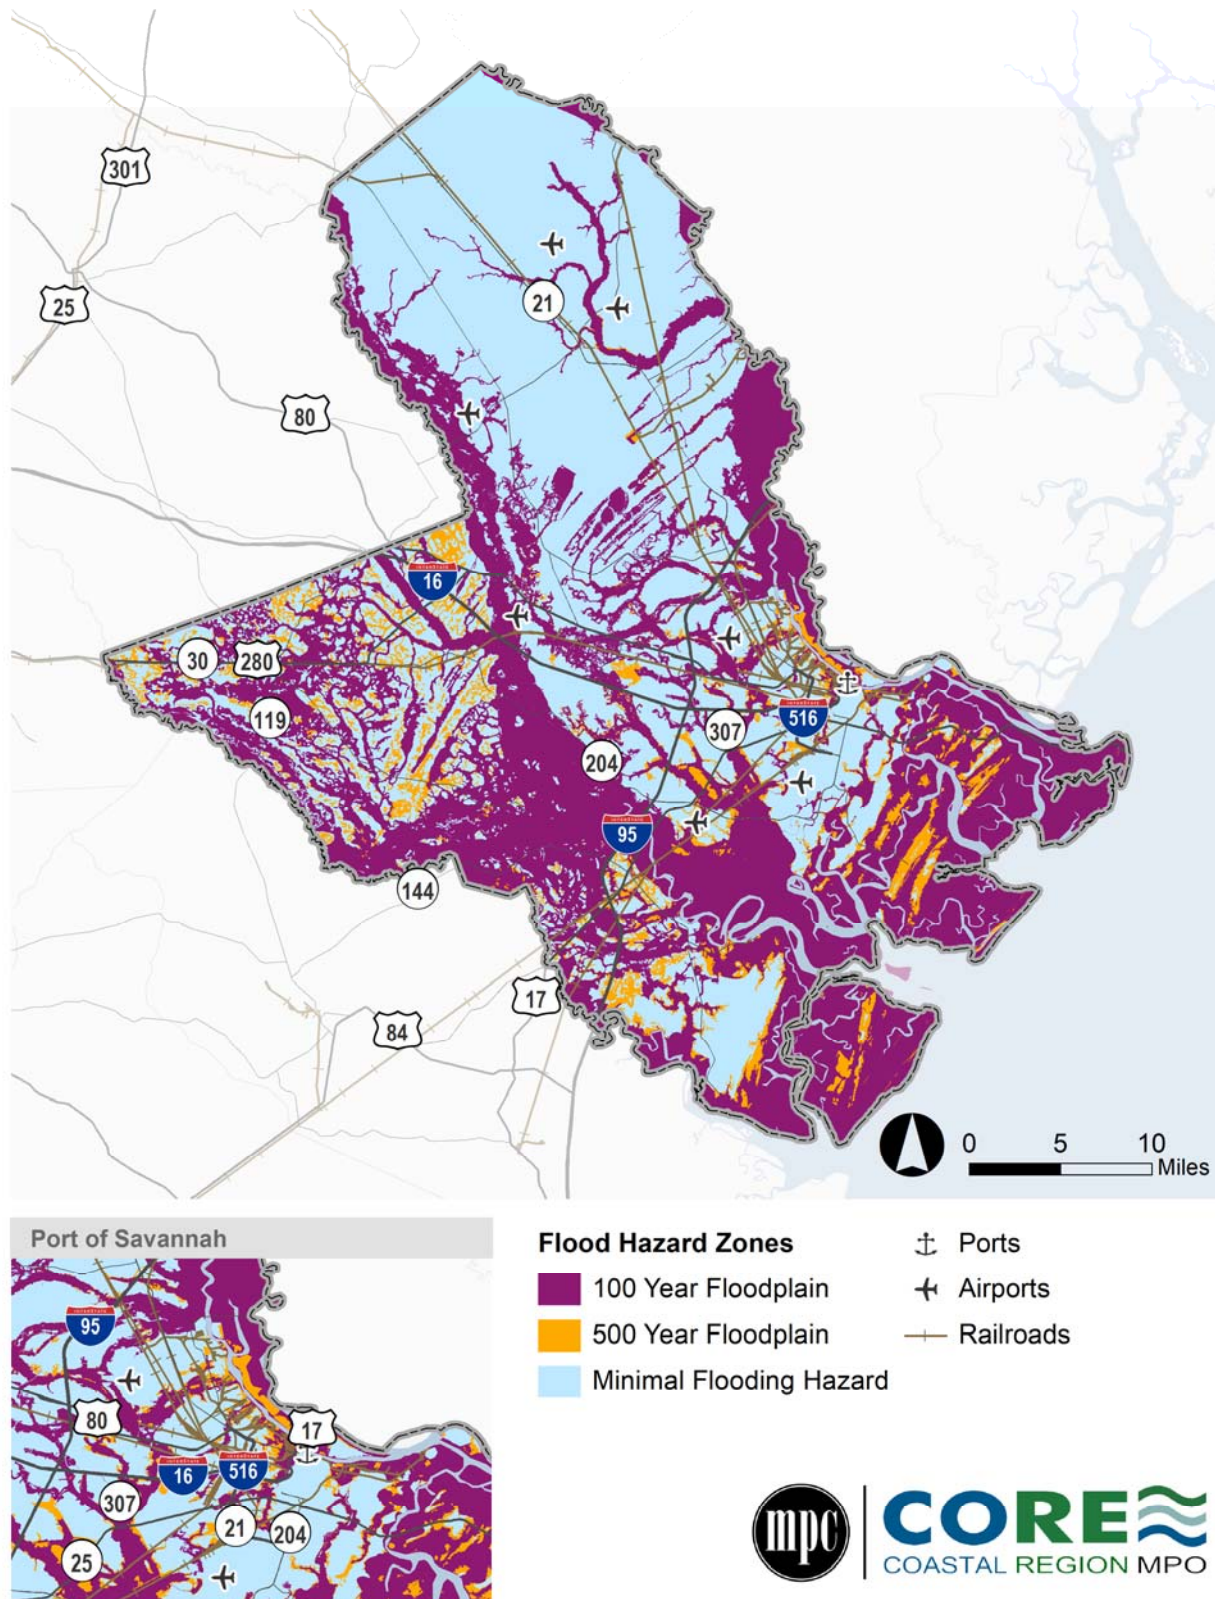 301
25
21
80
16
30
280
119
307
516
204
95
144
17
84
0 5 10
Miles
Port of Savannah
95
80
17
16
516
307
21
204
25
Flood Hazard Zones
100 Year Floodplain
500 Year Floodplain
Minimal Flooding Hazard
Ports
Airports
Railroads
mpc
CORE
COASTAL REGION MPO